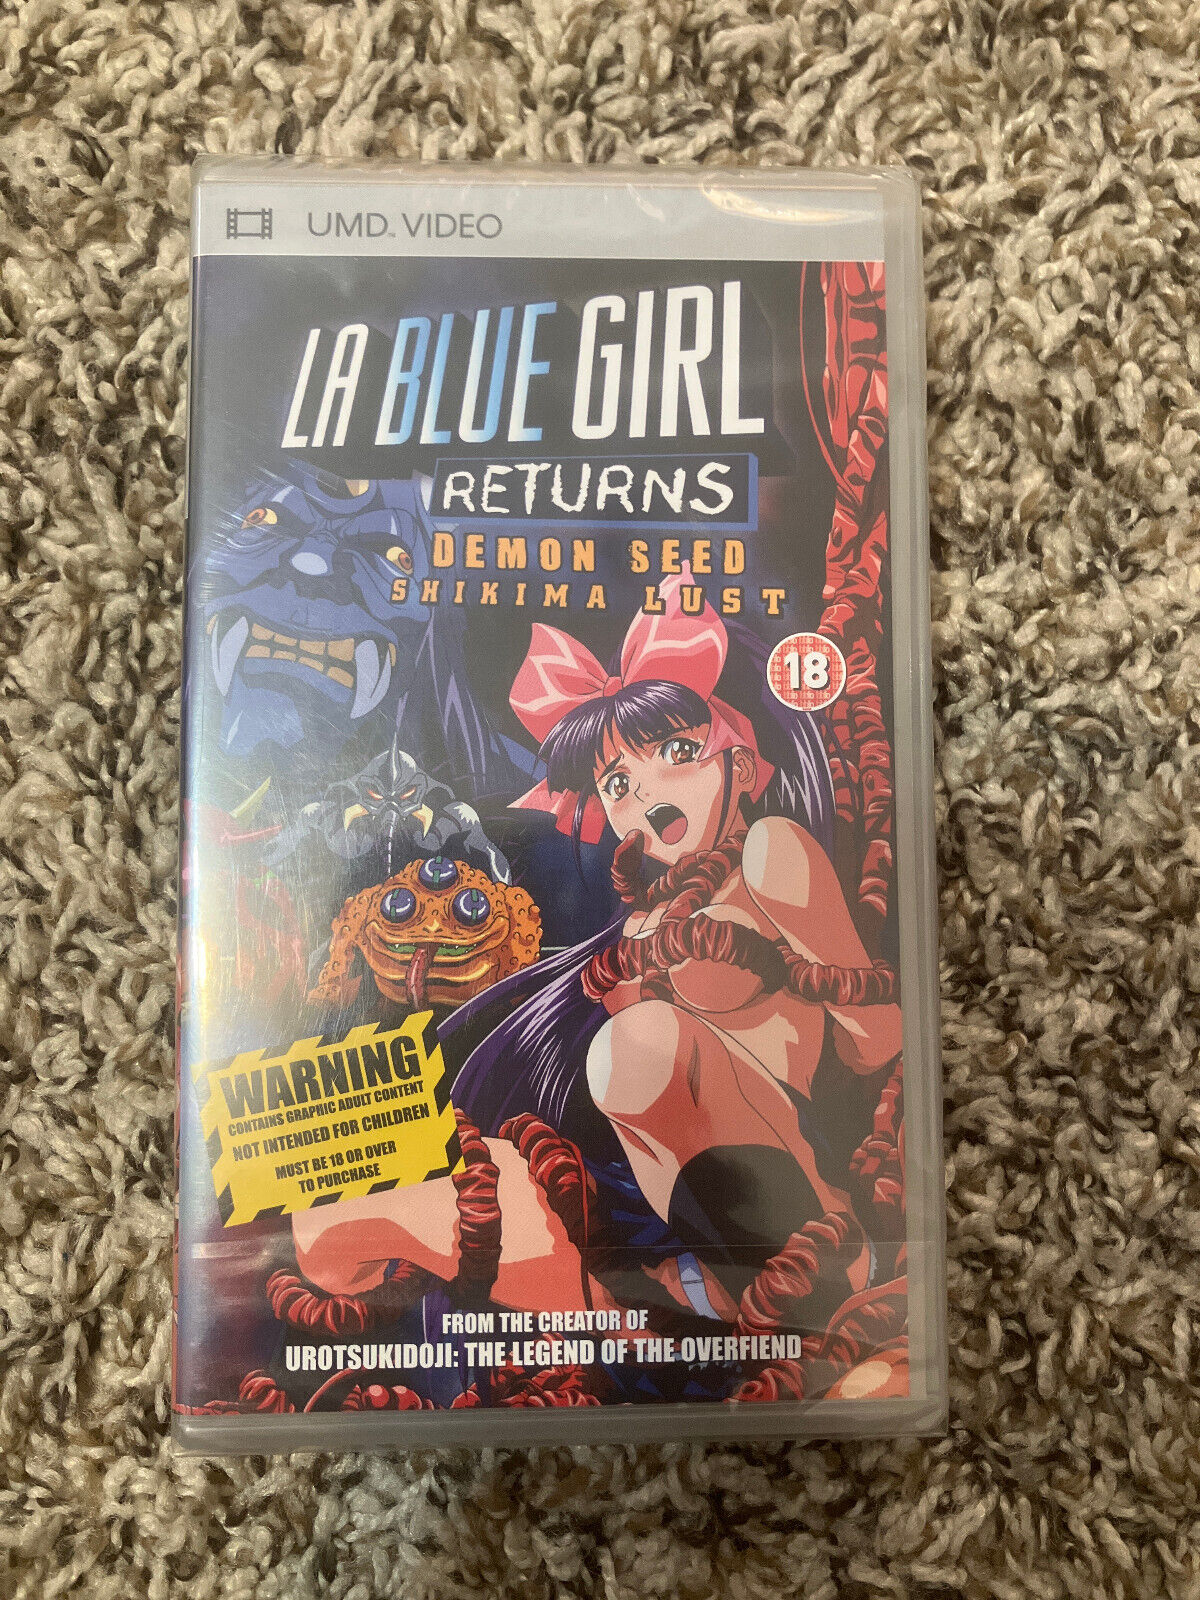 UMD™ VIDEO
LA BLUE GIRL
RETURNS
DEMON SEED
SHIKIMA LUST
18
WARNING
CONTAINS GRAPHIC ADULT CONTENT
NOT INTENDED FOR CHILDREN
MUST BE 18 OR OVER
TO PURCHASE
FROM THE CREATOR OF
UROTSUKIDOJI: THE LEGEND OF THE OVERFIEND